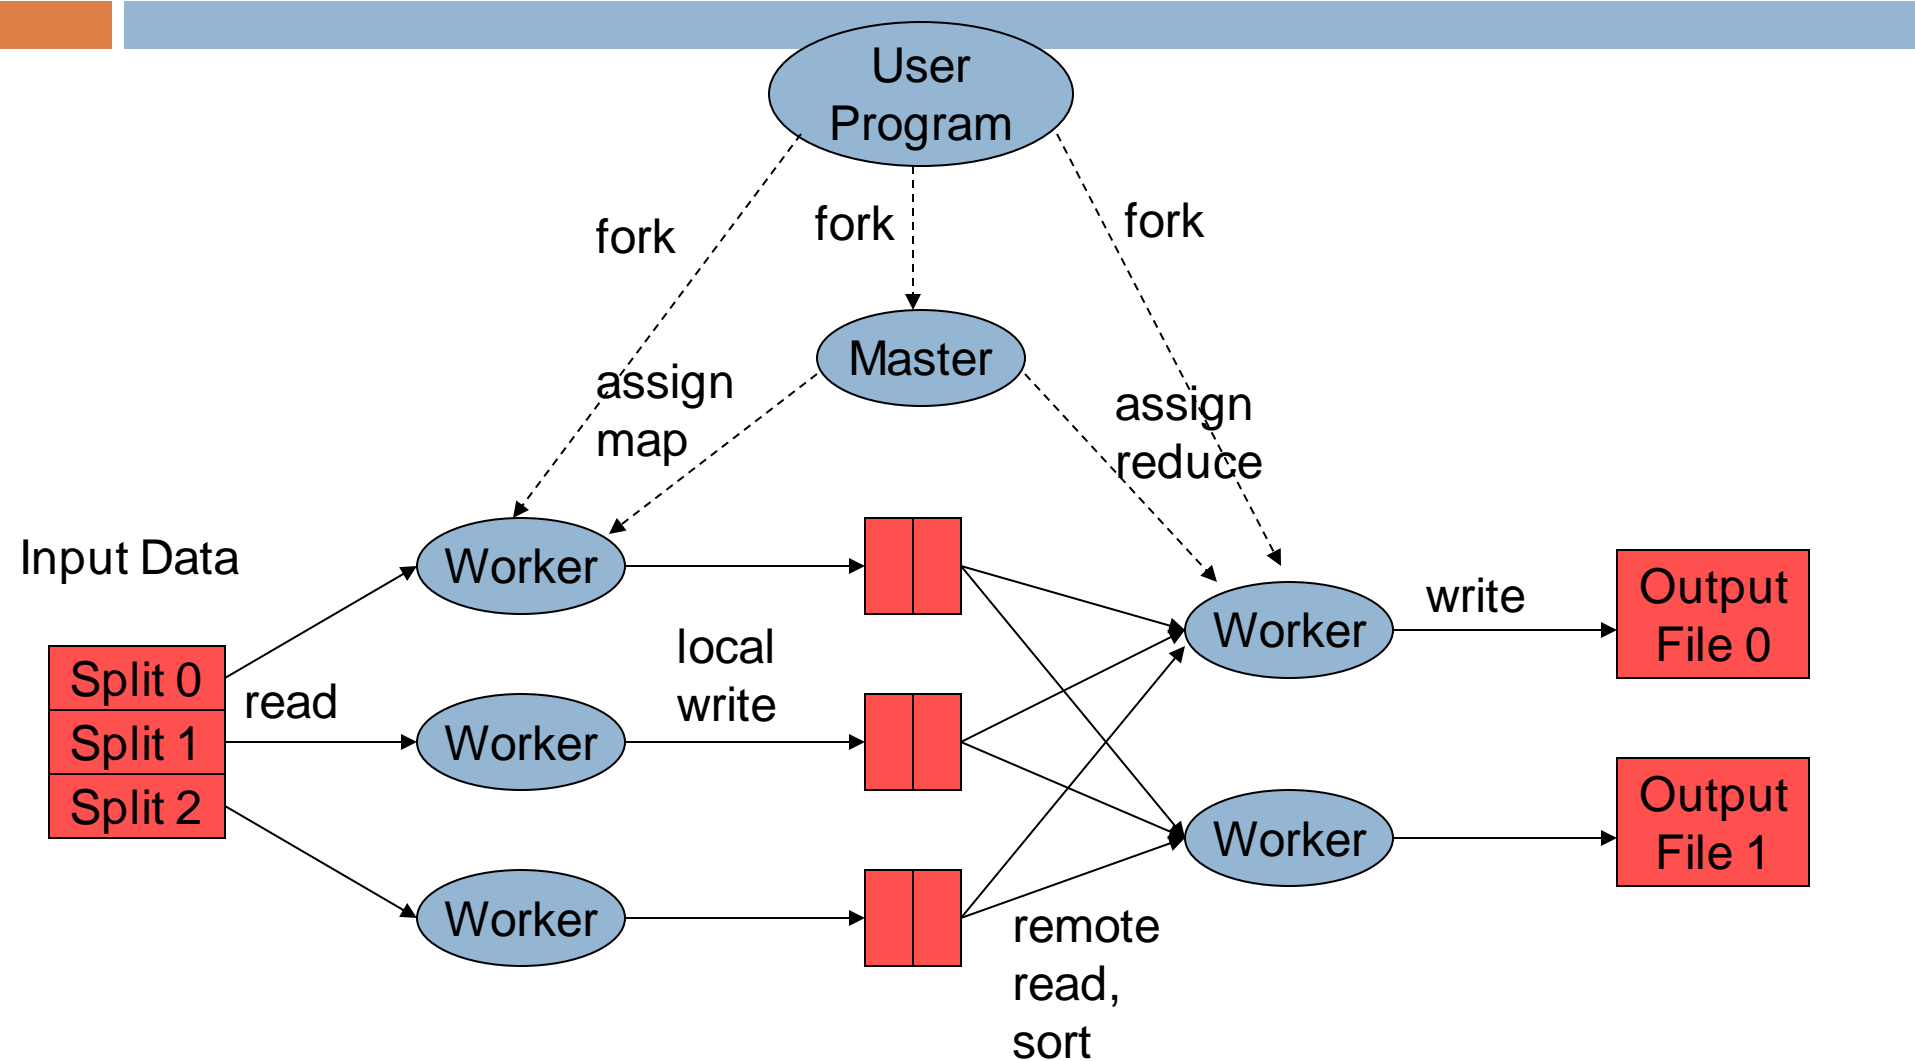 User
Program
fork
fork
fork
Master
assign
map
assign
reduce
Input Data
Worker
Worker
write
Output
File 0
Split 0
Split 1
Split 2
read
Worker
local
write
Worker
Output
File 1
Worker
remote
read,
sort